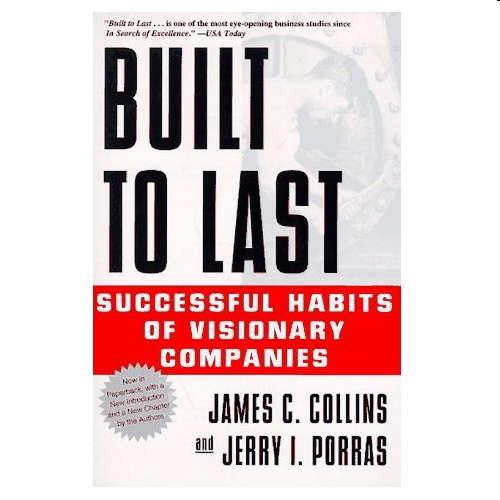 "Built to Last . . . is one of the most eye-opening business studies since
In Search of Excellence." —USA Today
BUILT
TO LAST
SUCCESSFUL HABITS
OF VISIONARY
COMPANIES
Now in
Paperback, with a
New Introduction
and a New Chapter
by the Authors
JAMES C. COLLINS
and JERRY I. PORRAS